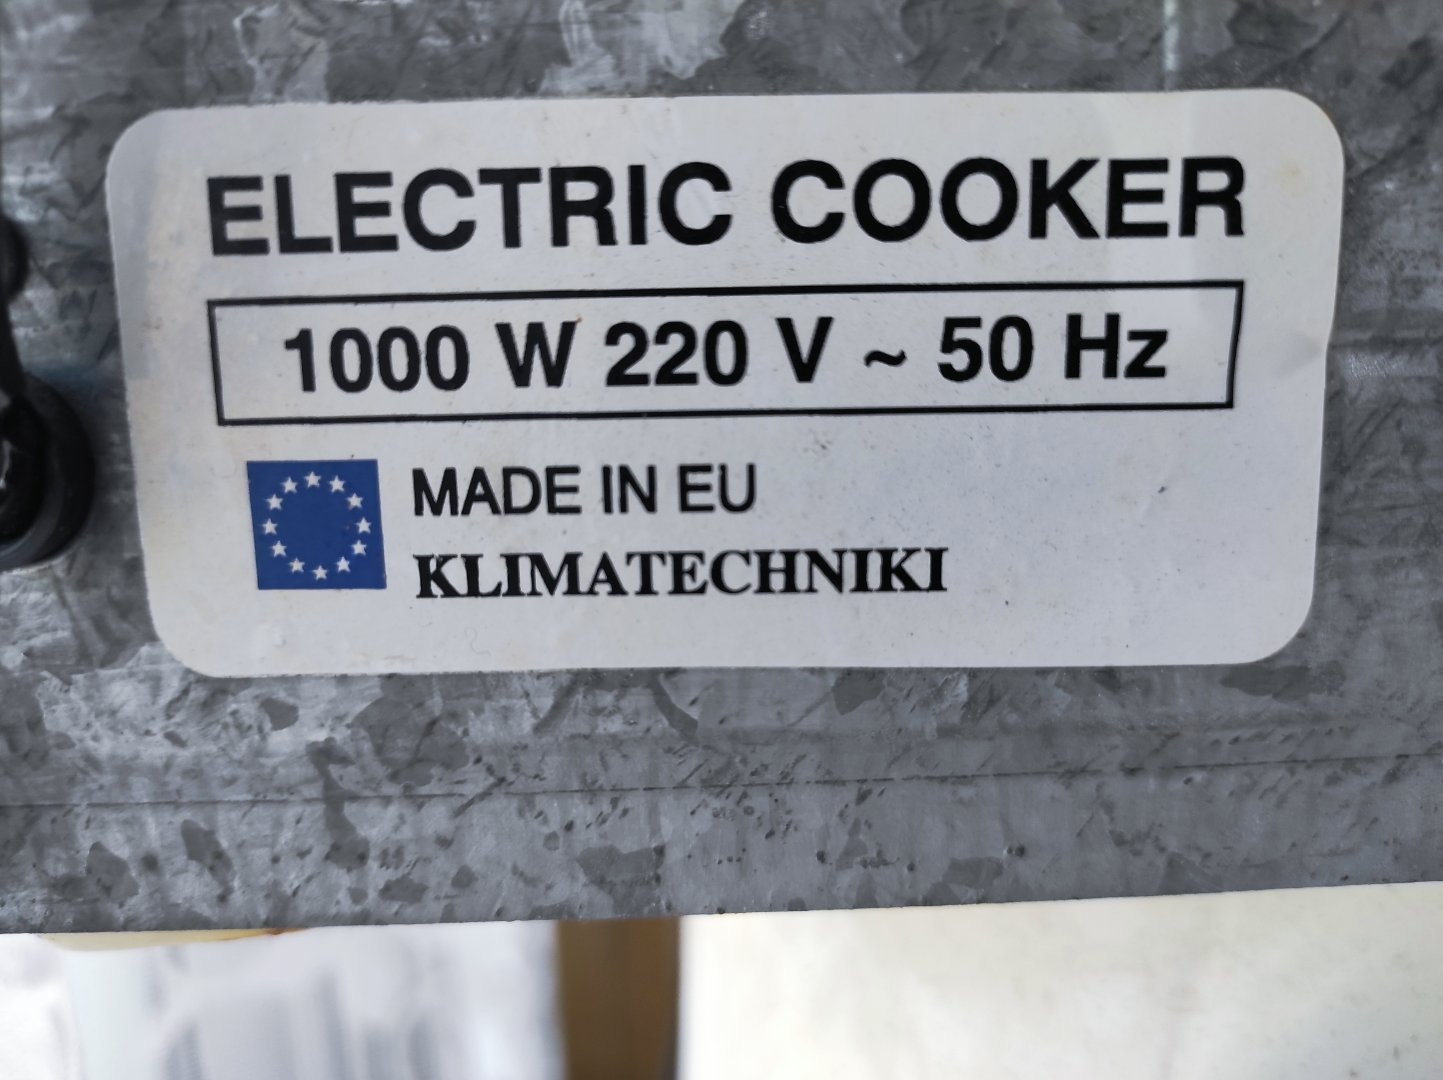 ELECTRIC COOKER
1000 W 220 V ~ 50 Hz
MADE IN EU
KLIMATECHNIKI